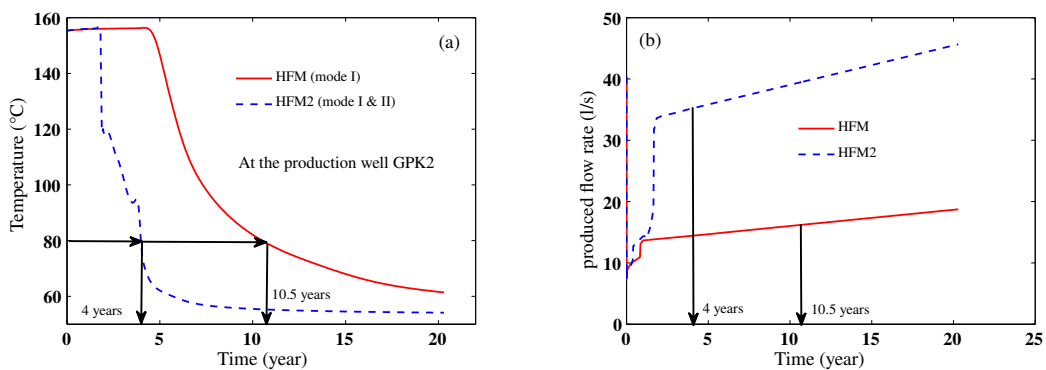 160
140
120
100
80
60
Temperature (°C)
(a)
HFM (mode I)
HFM2 (mode I & II)
At the production well GPK2
4 years
10.5 years
0
5
10
15
20
Time (year)
50
40
30
20
10
0
produced flow rate (l/s)
(b)
HFM
HFM2
4 years
10.5 years
0
5
10
15
20
25
Time (year)